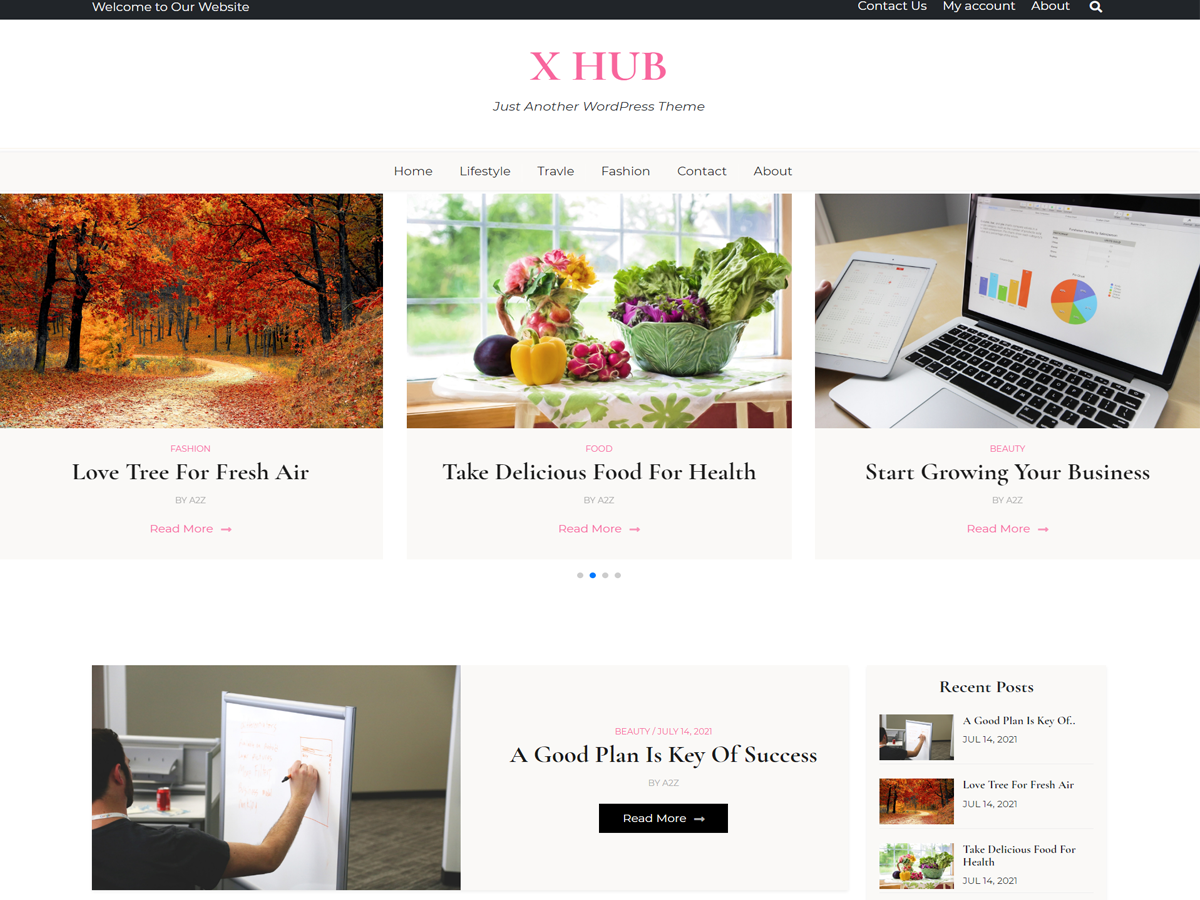 Welcome to Our Website
Contact Us My account About
X HUB
Just Another WordPress Theme
Home Lifestyle Travle Fashion Contact About
FASHION
Love Tree For Fresh Air
BY A2Z
Read More
FOOD
Take Delicious Food For Health
BY A2Z
Read More
BEAUTY
Start Growing Your Business
BY A2Z
Read More
BEAUTY / JULY 14, 2021
A Good Plan Is Key Of Success
BY A2Z
Read More
Recent Posts
A Good Plan Is Key Of..
JUL 14, 2021
Love Tree For Fresh Air
JUL 14, 2021
Take Delicious Food For
Health
JUL 14, 2021